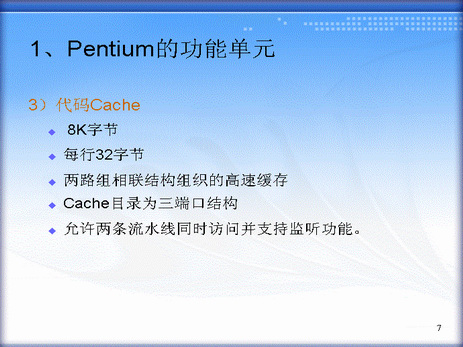 1、Pentium的功能单元
3）代码Cache
8K字节
每行32字节
两路组相联结构组织的高速缓存
Cache目录为三端口结构
允许两条流水线同时访问并支持监听功能。
7